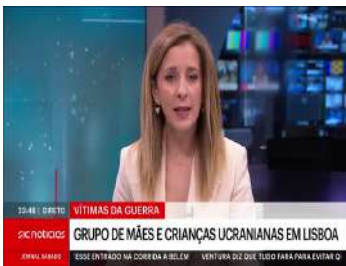 22:46 DIRETO VÍTIMAS DA GUERRA
sic notícias GRUPO DE MÃES E CRIANÇAS UCRANIANAS EM LISBOA
JORNAL SÁBADO ESSE ENTRADO NA CORRIDA A BELÉM VENTURA DIZ QUE TUDO FARÁ PARA EVITAR Q